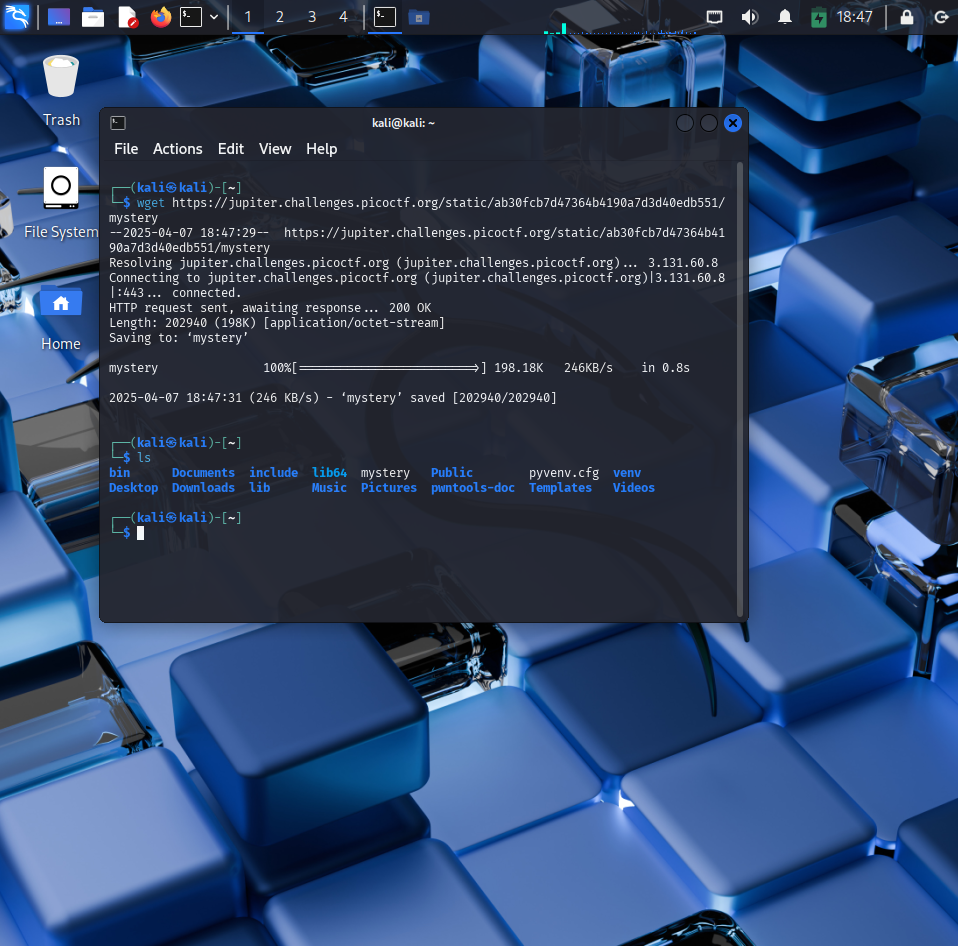 1 2 3 4 18:47
Trash
File System
Home
kali@kali: ~
File Actions Edit View Help
┌──(kali㉿kali)-[~]
└─$ wget https://jupiter.challenges.picoctf.org/static/ab30fcb7d47364b4190a7d3d40edb551/
mystery
--2025-04-07 18:47:29--  https://jupiter.challenges.picoctf.org/static/ab30fcb7d47364b41
90a7d3d40edb551/mystery
Resolving jupiter.challenges.picoctf.org (jupiter.challenges.picoctf.org)... 3.131.60.8
Connecting to jupiter.challenges.picoctf.org (jupiter.challenges.picoctf.org)|3.131.60.8
|:443... connected.
HTTP request sent, awaiting response... 200 OK
Length: 202940 (198K) [application/octet-stream]
Saving to: ‘mystery’
mystery 100%[=========================>] 198.18K 246KB/s in 0.8s
2025-04-07 18:47:31 (246 KB/s) - ‘mystery’ saved [202940/202940]
┌──(kali㉿kali)-[~]
└─$ ls
bin Documents include lib64 mystery Public pyvenv.cfg venv
Desktop Downloads lib Music Pictures pwntools-doc Templates Videos
┌──(kali㉿kali)-[~]
└─$